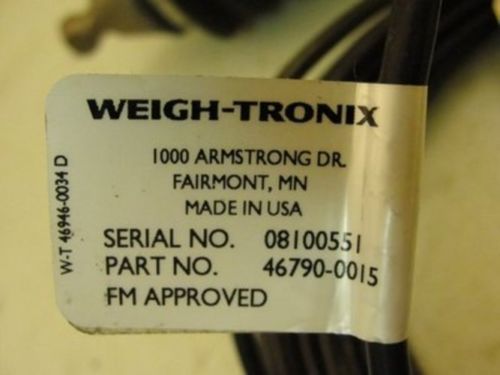 WEIGH-TRONIX
1000 ARMSTRONG DR.
FAIRMONT, MN
MADE IN USA
SERIAL NO. 08100551
PART NO. 46790-0015
FM APPROVED
W-T 46946-0034 D